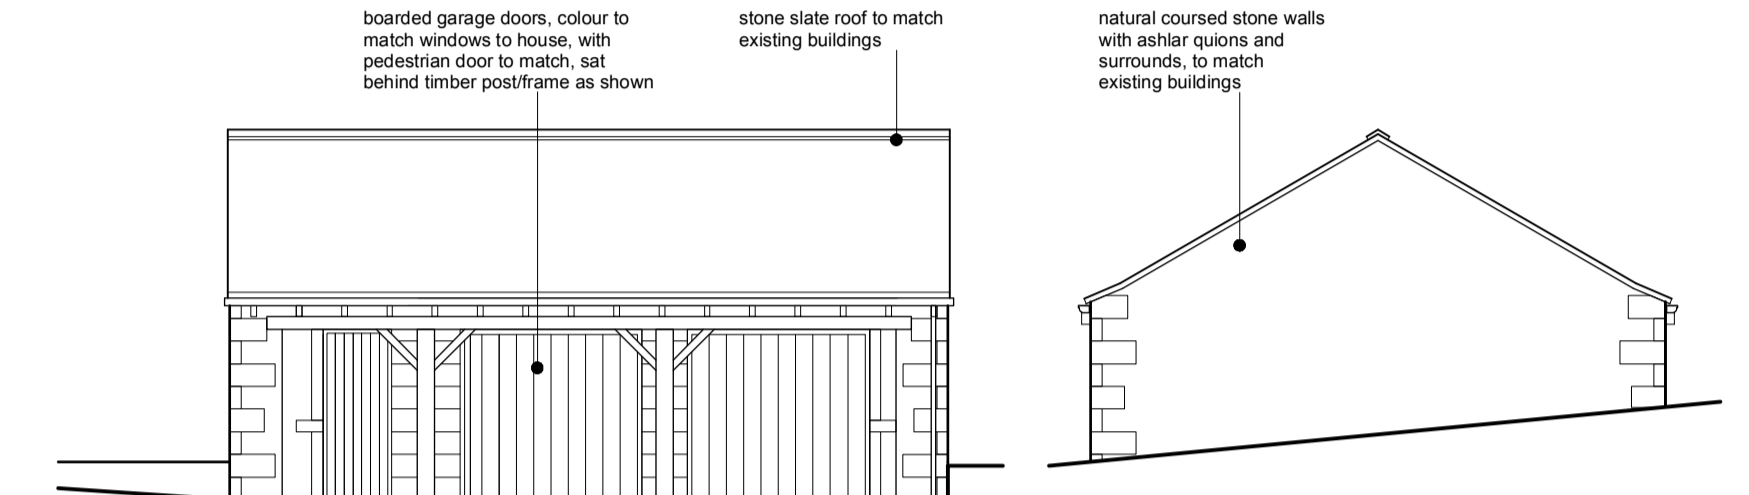 boarded garage doors, colour to
match windows to house, with
pedestrian door to match, sat
behind timber post/frame as shown
stone slate roof to match
existing buildings
natural coursed stone walls
with ashlar quions and
surrounds, to match
existing buildings